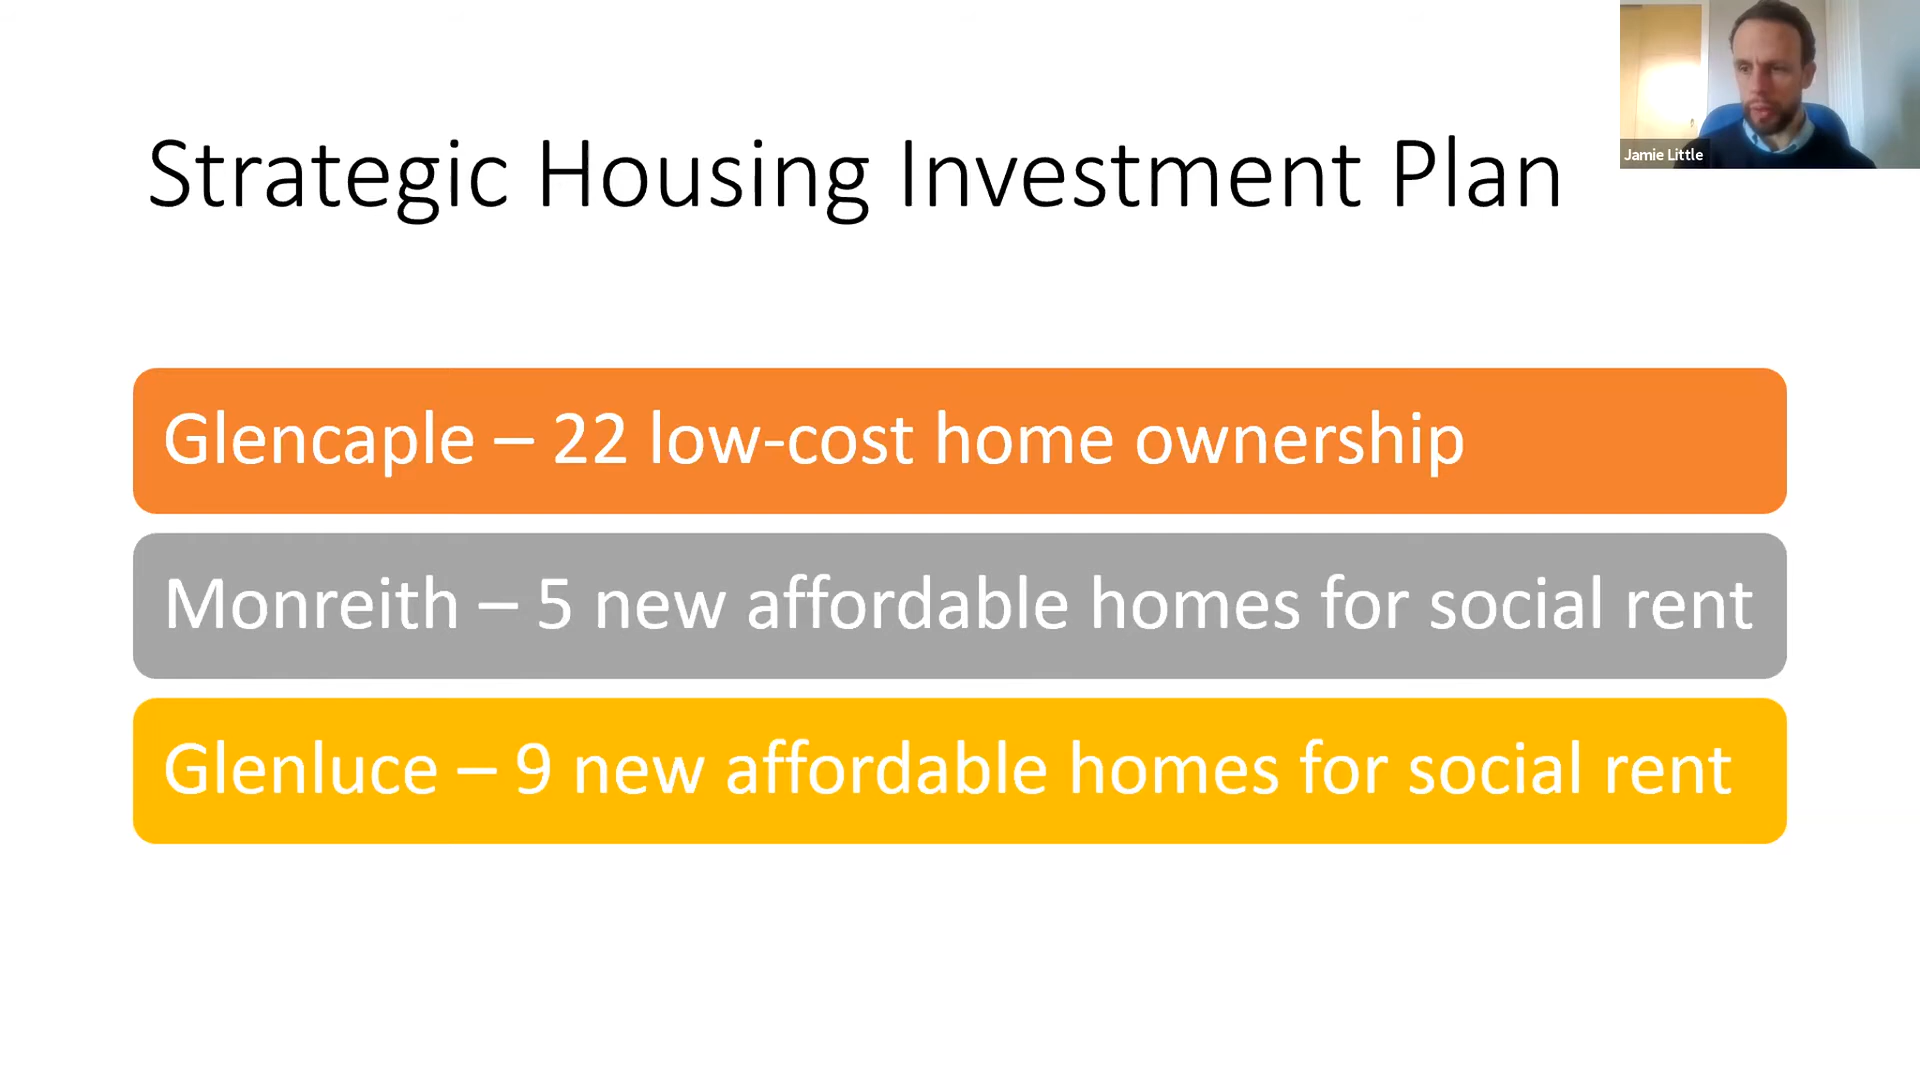 Strategic Housing Investment Plan
Jamie Little
Glencaple – 22 low-cost home ownership
Monreith – 5 new affordable homes for social rent
Glenluce – 9 new affordable homes for social rent